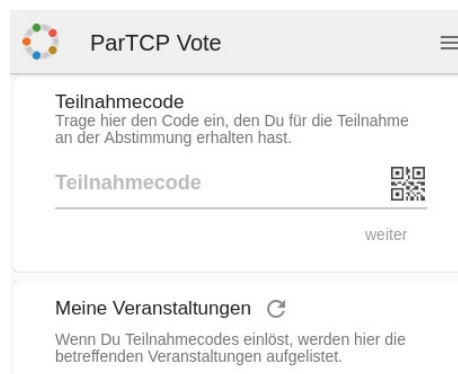 ParTCP Vote
Teilnahmecode
Trage hier den Code ein, den Du für die Teilnahme
an der Abstimmung erhalten hast.
Teilnahmecode
weiter
Meine Veranstaltungen
Wenn Du Teilnahmecodes einlöst, werden hier die
betreffenden Veranstaltungen aufgelistet.